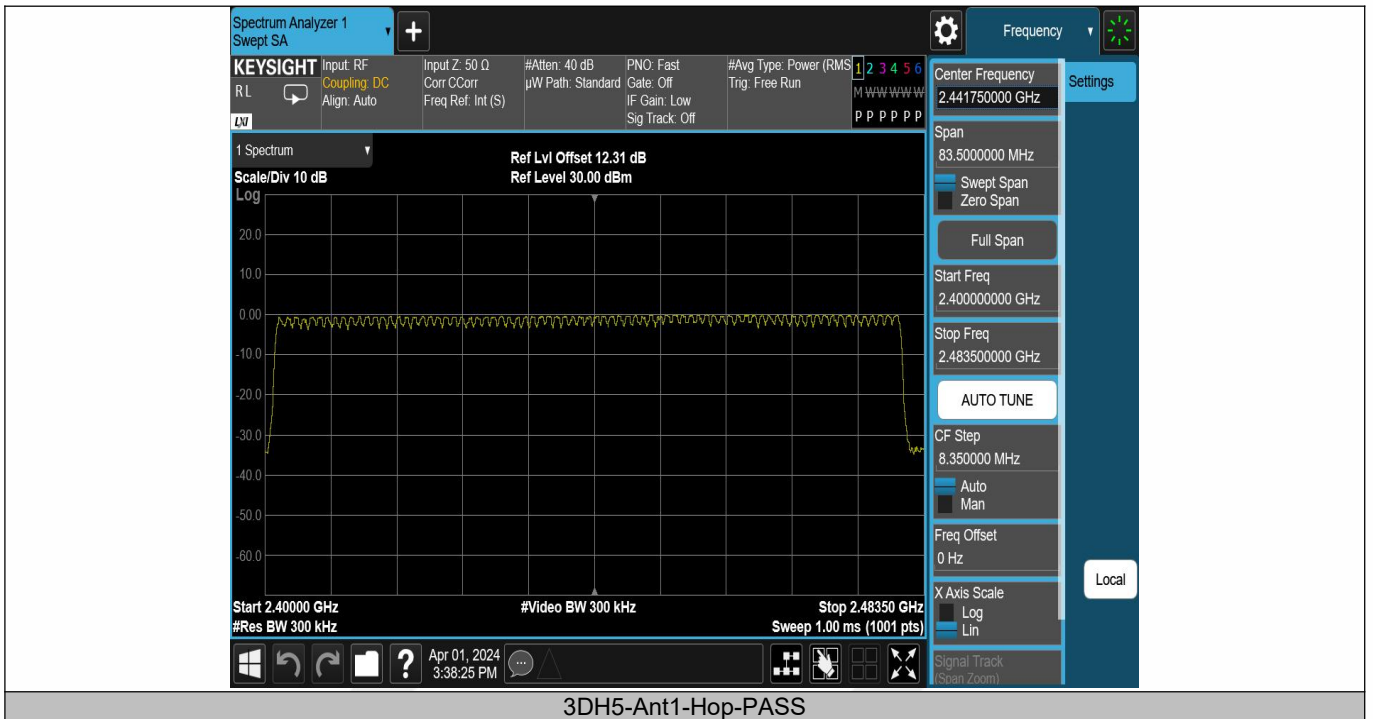 Spectrum Analyzer 1
Swept SA
Frequency
KEYSIGHT
RL
LXI
Input: RF
Coupling: DC
Align: Auto
Input Z: 50 Ω
Corr CCorr
Freq Ref: Int (S)
#Atten: 40 dB
µW Path: Standard
PNO: Fast
Gate: Off
IF Gain: Low
Sig Track: Off
#Avg Type: Power (RMS
Trig: Free Run
1 2 3 4 5 6
M W W W W W
P P P P P P
1 Spectrum
Scale/Div 10 dB
Ref Lvl Offset 12.31 dB
Ref Level 30.00 dBm
Log
20.0
10.0
0.00
-10.0
-20.0
-30.0
-40.0
-50.0
-60.0
Start 2.40000 GHz
#Res BW 300 kHz
#Video BW 300 kHz
Stop 2.48350 GHz
Sweep 1.00 ms (1001 pts)
Center Frequency
2.441750000 GHz
Settings
Span
83.5000000 MHz
Swept Span
Zero Span
Full Span
Start Freq
2.400000000 GHz
Stop Freq
2.483500000 GHz
AUTO TUNE
CF Step
8.350000 MHz
Auto
Man
Freq Offset
0 Hz
X Axis Scale
Log
Lin
Signal Track
(Span Zoom)
Local
?
Apr 01, 2024
3:38:25 PM
3DH5-Ant1-Hop-PASS